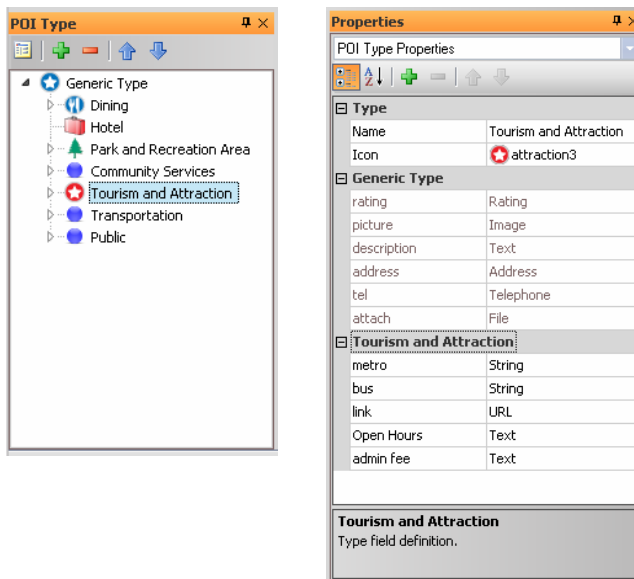 POI Type
Generic Type
Dining
Hotel
Park and Recreation Area
Community Services
Tourism and Attraction
Transportation
Public
Properties
POI Type Properties
Type
Name Tourism and Attraction
Icon attraction3
Generic Type
rating Rating
picture Image
description Text
address Address
tel Telephone
attach File
Tourism and Attraction
metro String
bus String
link URL
Open Hours Text
admin fee Text
Tourism and Attraction
Type field definition.